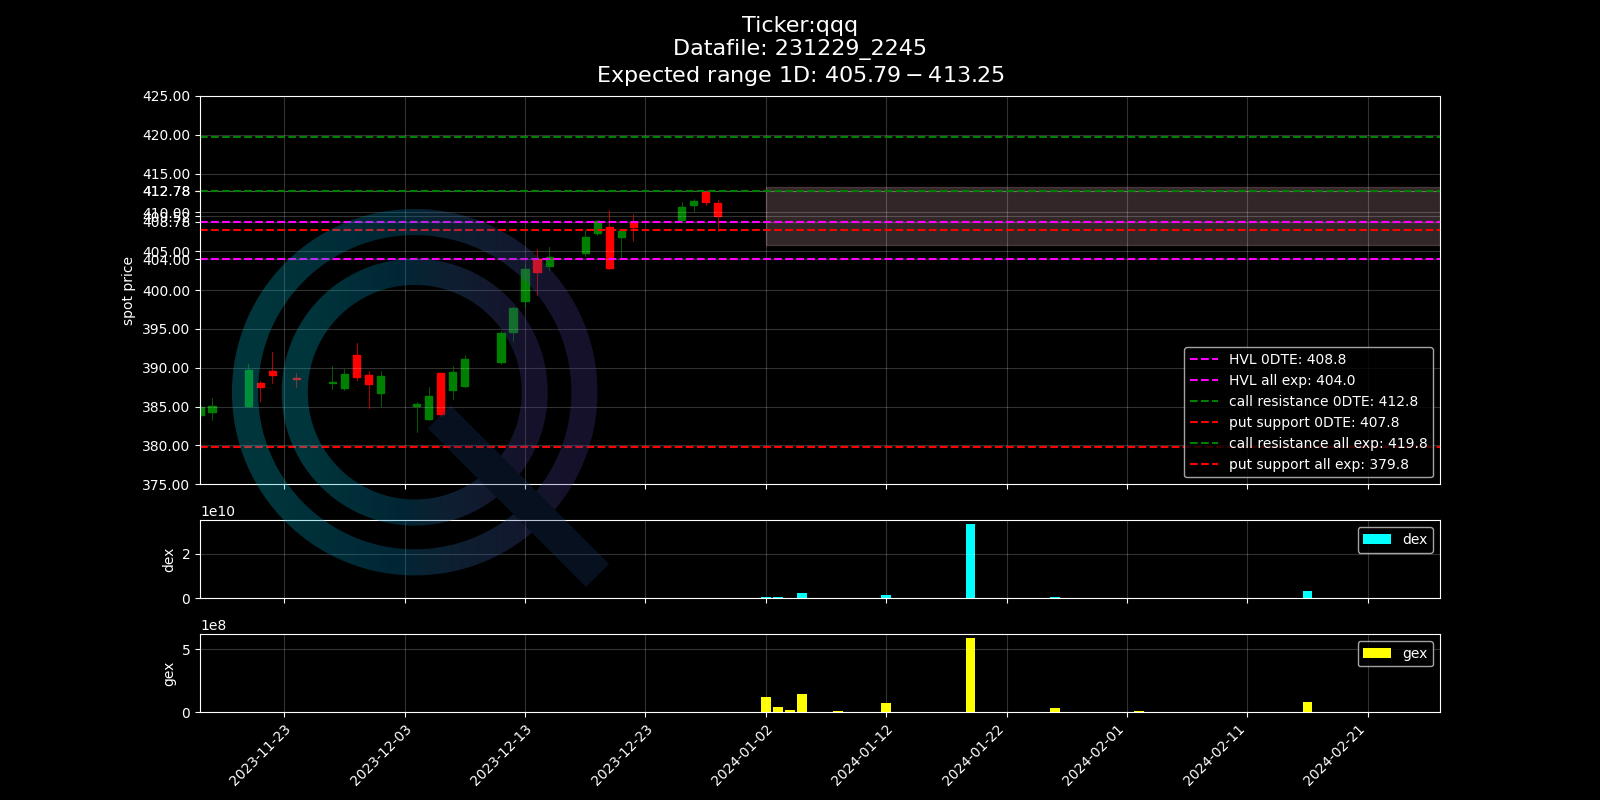 Ticker:qqq
Datafile: 231229_2245
Expected range 1D: 405.79 − 413.25
425.00
420.00
415.00
412.78
410.00
408.78
405.00
404.00
400.00
395.00
390.00
385.00
380.00
375.00
spot price
HVL 0DTE: 408.8
HVL all exp: 404.0
call resistance 0DTE: 412.8
put support 0DTE: 407.8
call resistance all exp: 419.8
put support all exp: 379.8
1e10
2
0
dex
dex
1e8
5
0
gex
gex
2023-11-23
2023-12-03
2023-12-13
2023-12-23
2024-01-02
2024-01-12
2024-01-22
2024-02-01
2024-02-11
2024-02-21